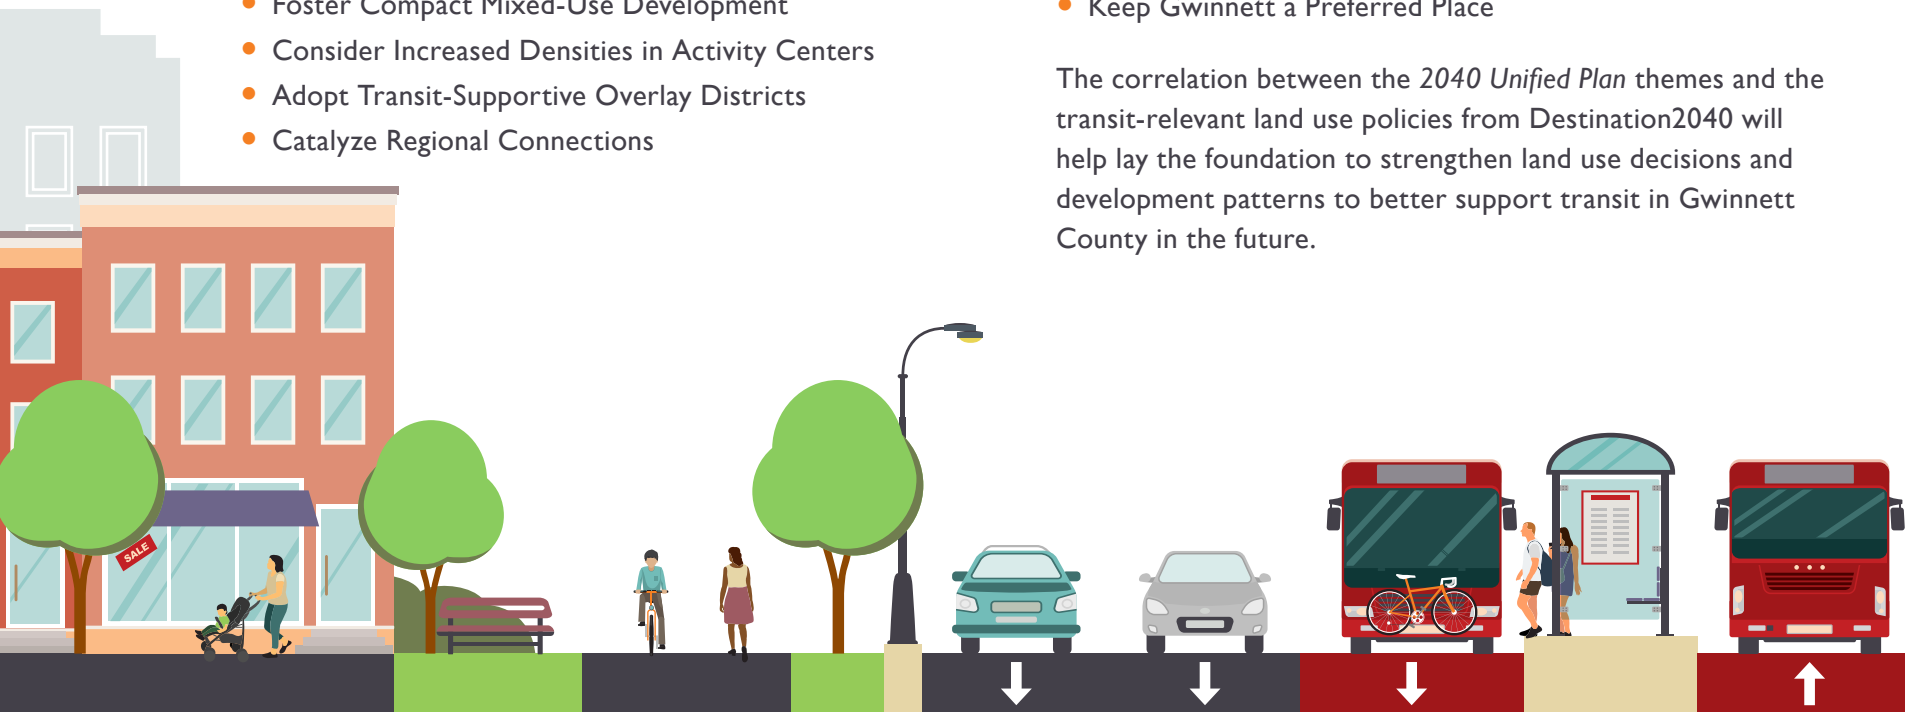 Foster Compact Mixed-Use Development
Consider Increased Densities in Activity Centers
Adopt Transit-Supportive Overlay Districts
Catalyze Regional Connections
Keep Gwinnett a Preferred Place
The correlation between the 2040 Unified Plan themes and the
transit-relevant land use policies from Destination2040 will
help lay the foundation to strengthen land use decisions and
development patterns to better support transit in Gwinnett
County in the future.
SALE